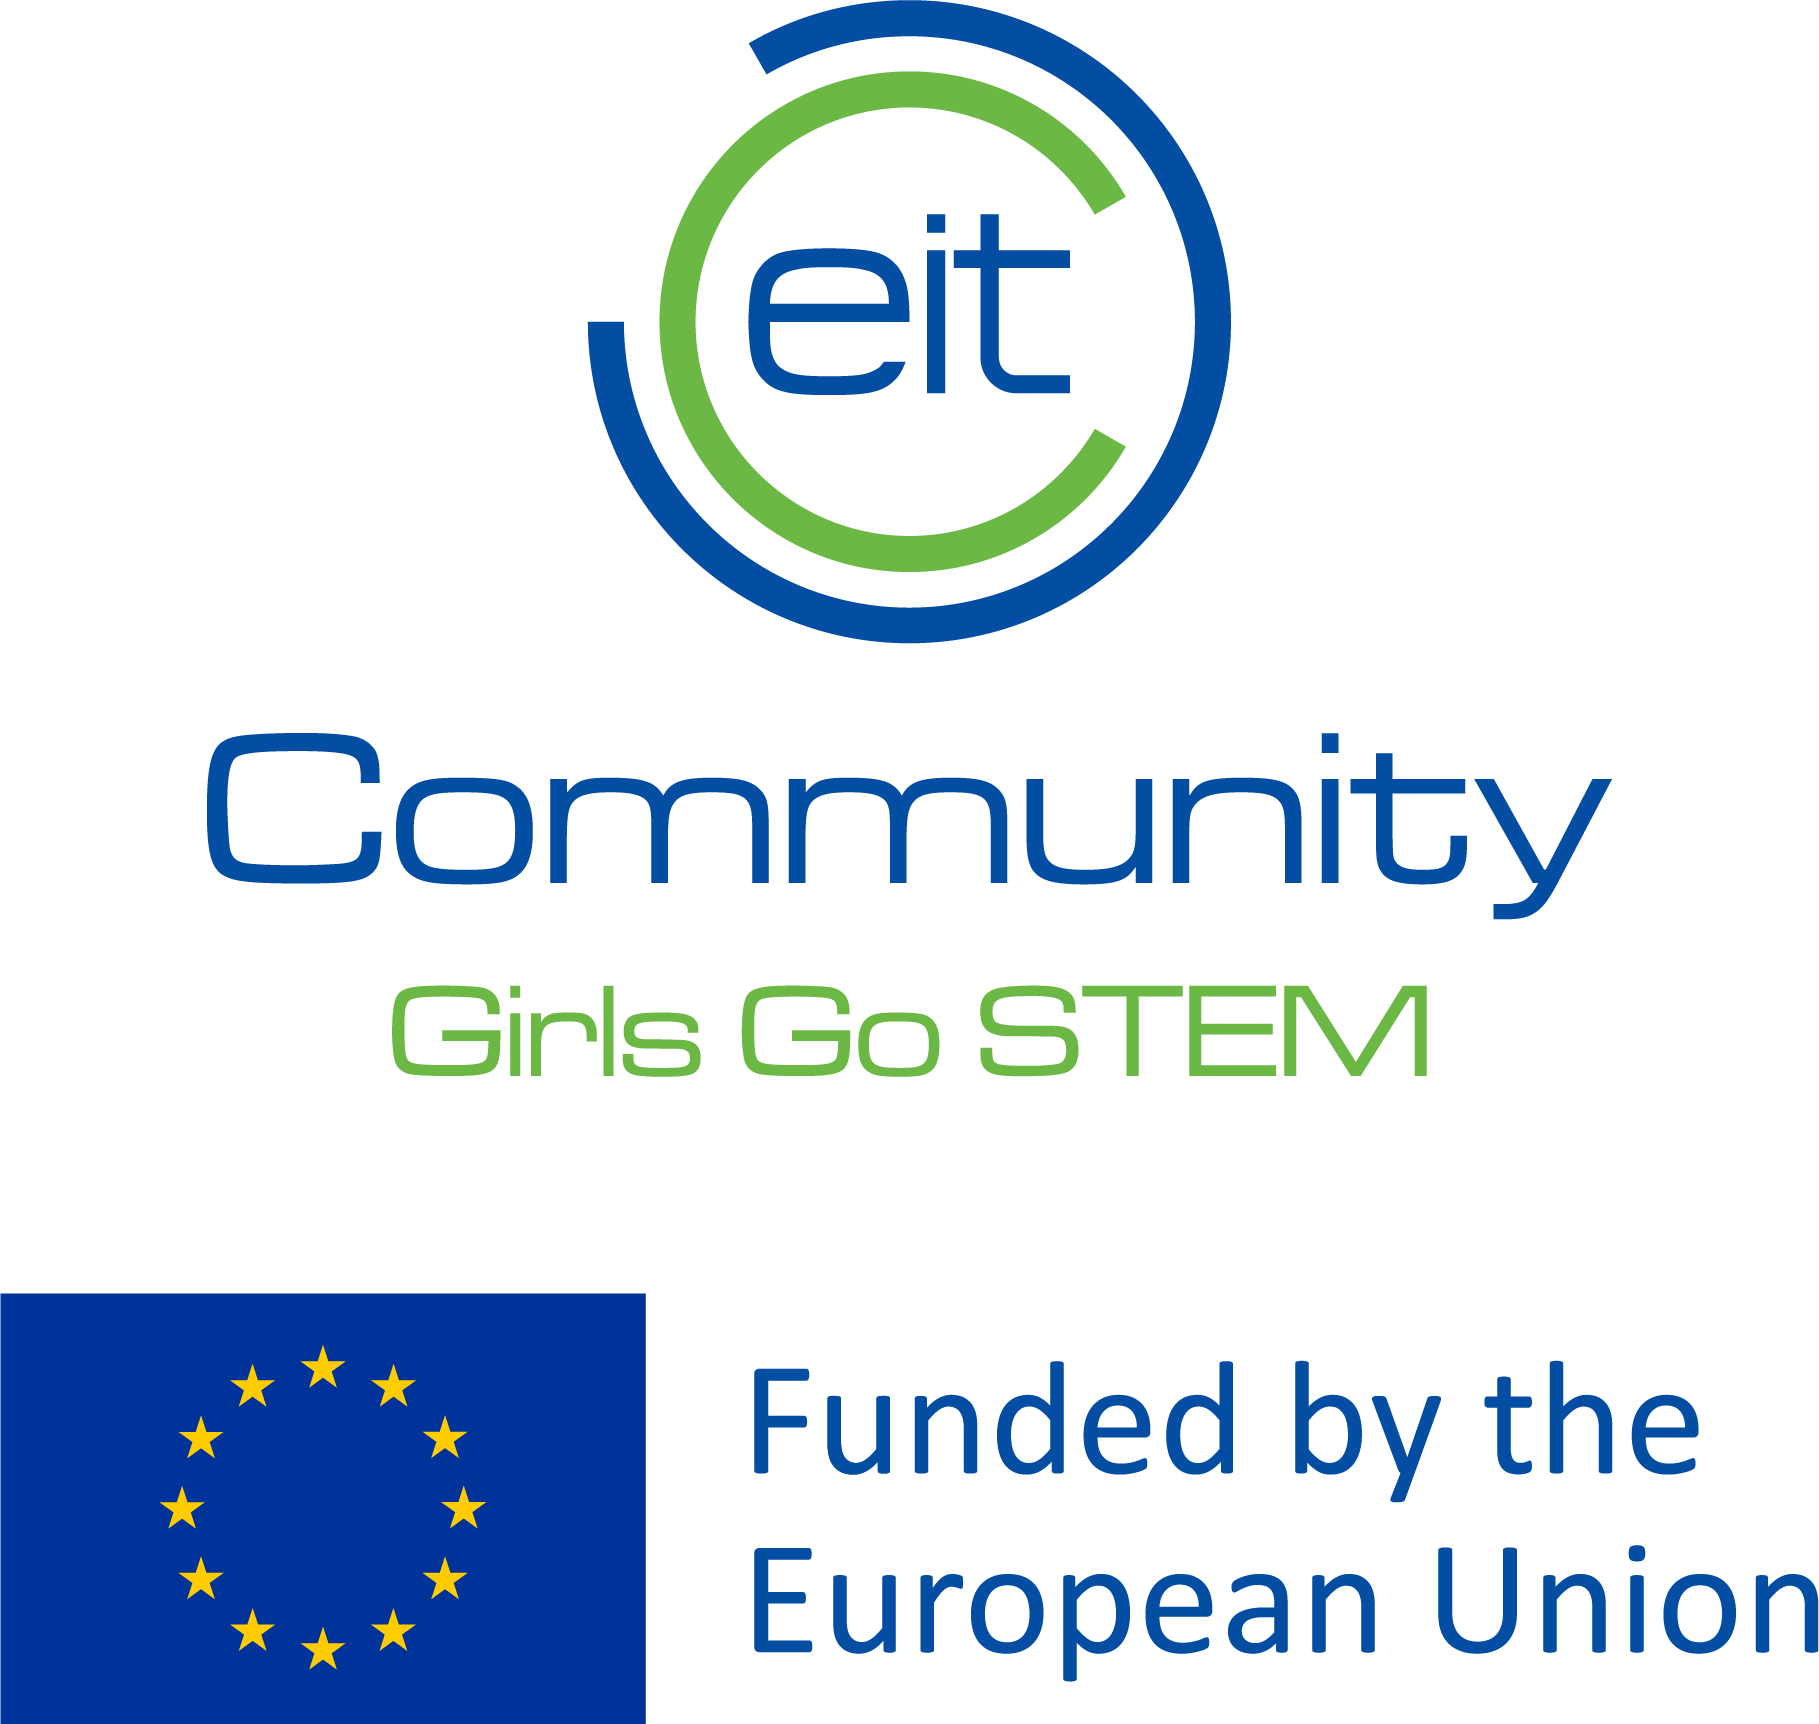 eit
Community
Girls Go STEM
Funded by the
European Union